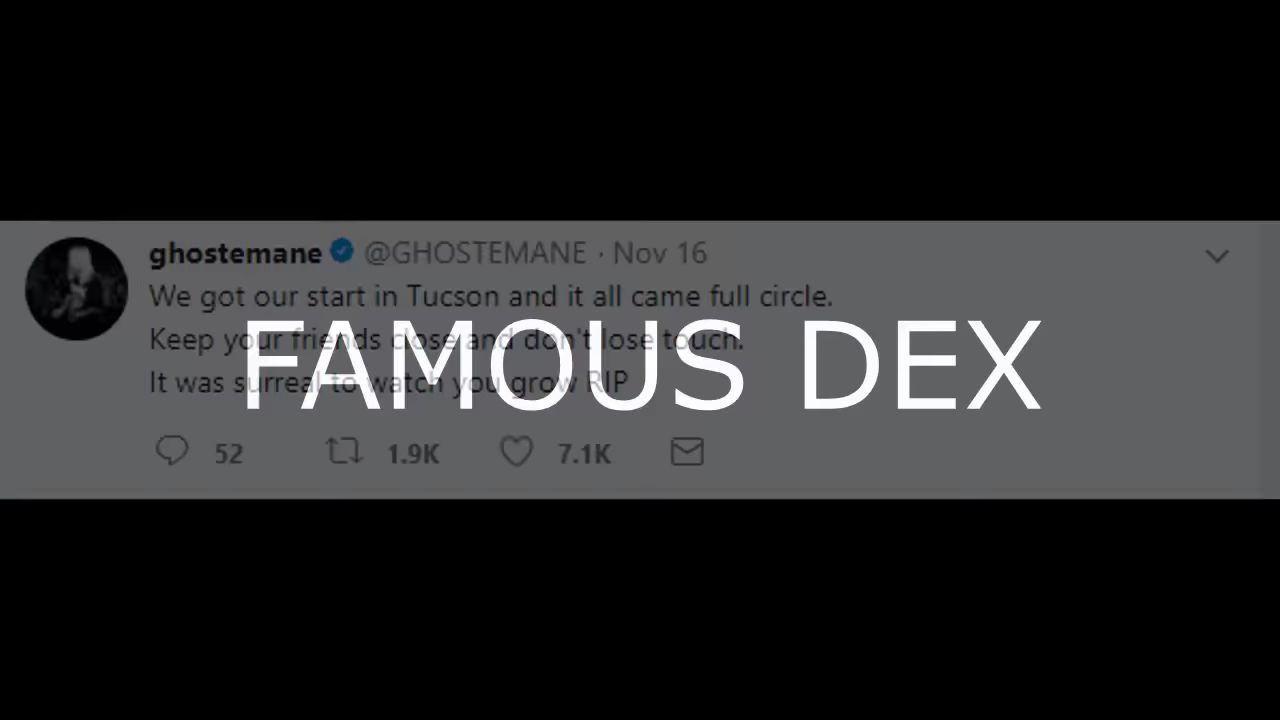 ghostemane @GHOSTEMANE · Nov 16
We got our start in Tucson and it all came full circle.
Keep your friends close and don't lose touch.
It was surreal to watch you grow RIP
FAMOUS DEX
52 1.9K 7.1K